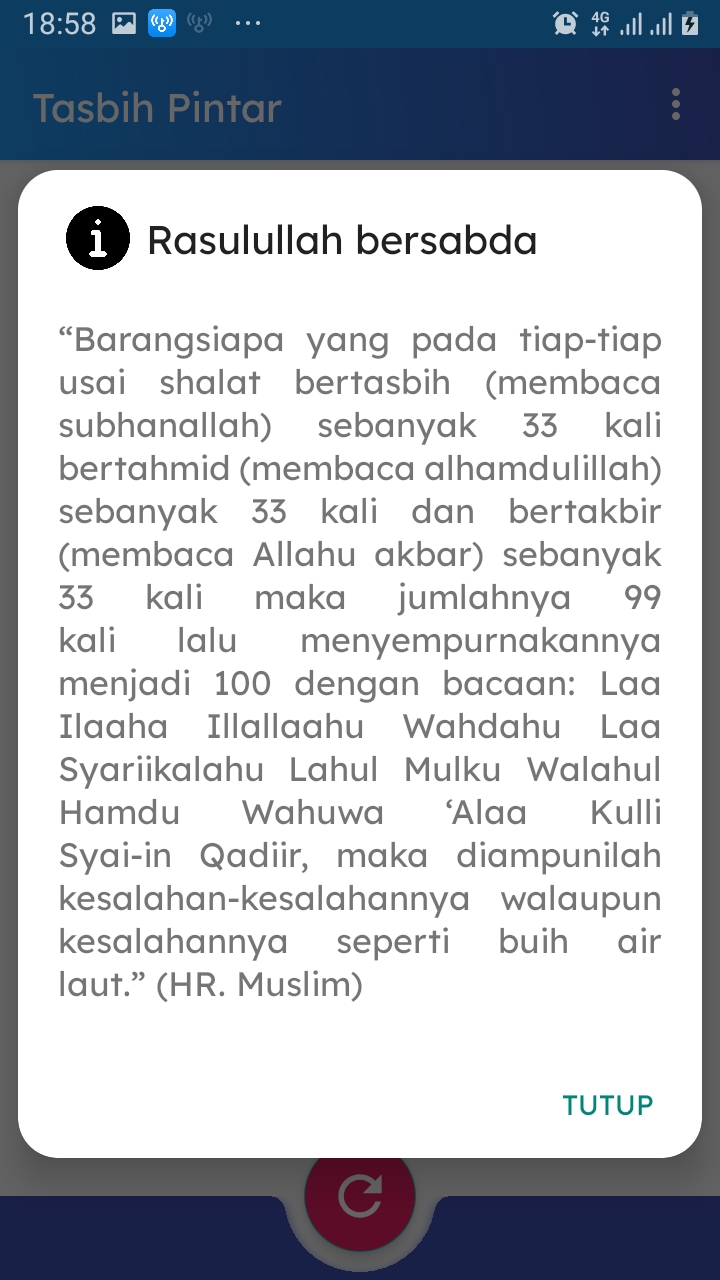 18:58
4G
Tasbih Pintar
Rasulullah bersabda
“Barangsiapa yang pada tiap-tiap
usai shalat bertasbih (membaca
subhanallah) sebanyak 33 kali
bertahmid (membaca alhamdulillah)
sebanyak 33 kali dan bertakbir
(membaca Allahu akbar) sebanyak
33 kali maka jumlahnya 99
kali lalu menyempurnakannya
menjadi 100 dengan bacaan: Laa
Ilaaha Illallaahu Wahdahu Laa
Syariikalahu Lahul Mulku Walahul
Hamdu Wahuwa ‘Alaa Kulli
Syai-in Qadiir, maka diampunilah
kesalahan-kesalahannya walaupun
kesalahannya seperti buih air
laut.” (HR. Muslim)
TUTUP